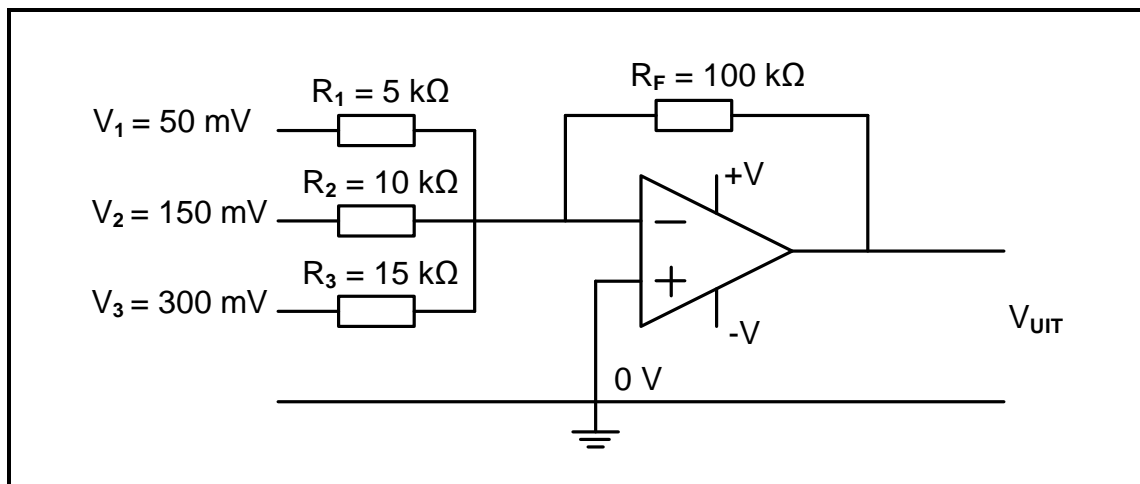 R1 = 5 kΩ
RF = 100 kΩ
V1 = 50 mV
R2 = 10 kΩ
+V
V2 = 150 mV
−
R3 = 15 kΩ
+
V3 = 300 mV
-V
VUIT
0 V